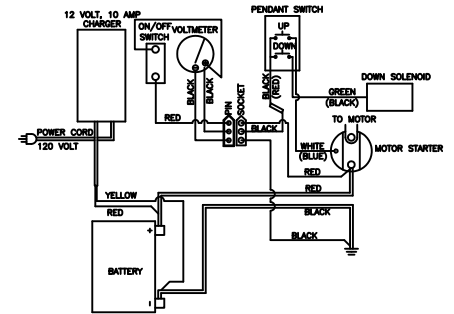 12 VOLT, 10 AMP
CHARGER
ON/OFF
SWITCH
VOLTMETER
PENDANT SWITCH
UP
DOWN
BLACK
BLACK
BLACK
(RED)
GREEN
(BLACK)
DOWN SOLENOID
PIN
SOCKET
RED
BLACK
TO MOTOR
WHITE
(BLUE)
MOTOR STARTER
POWER CORD
120 VOLT
RED
RED
YELLOW
RED
BLACK
BLACK
+
BATTERY
-